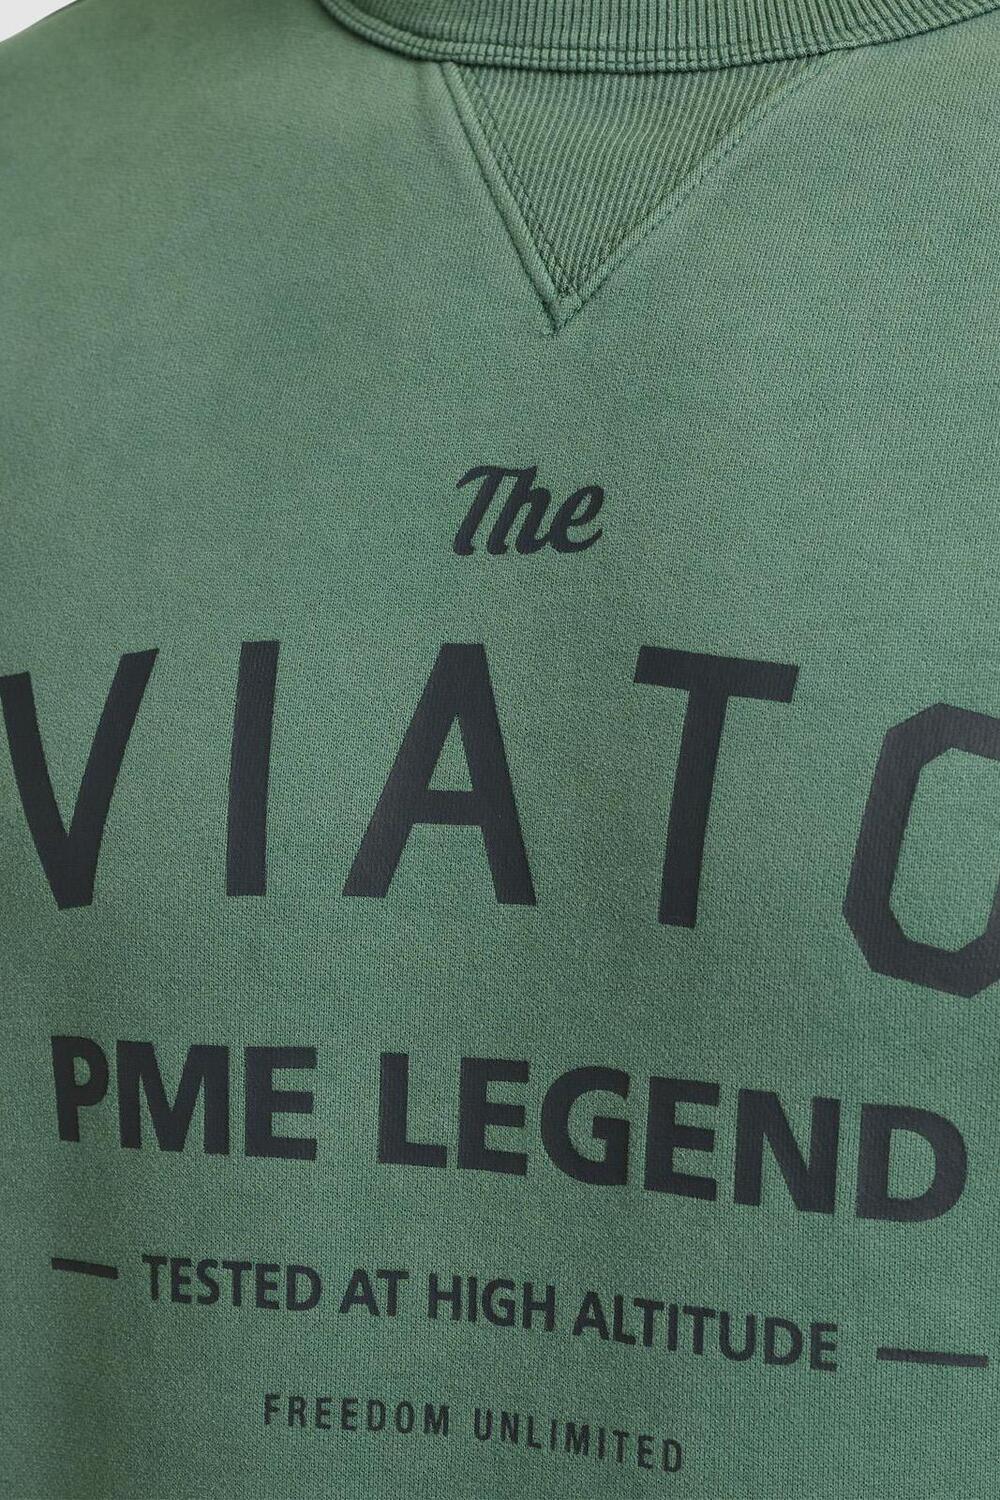 The
VIATO
PME LEGEND
TESTED AT HIGH ALTITUDE
FREEDOM UNLIMITED